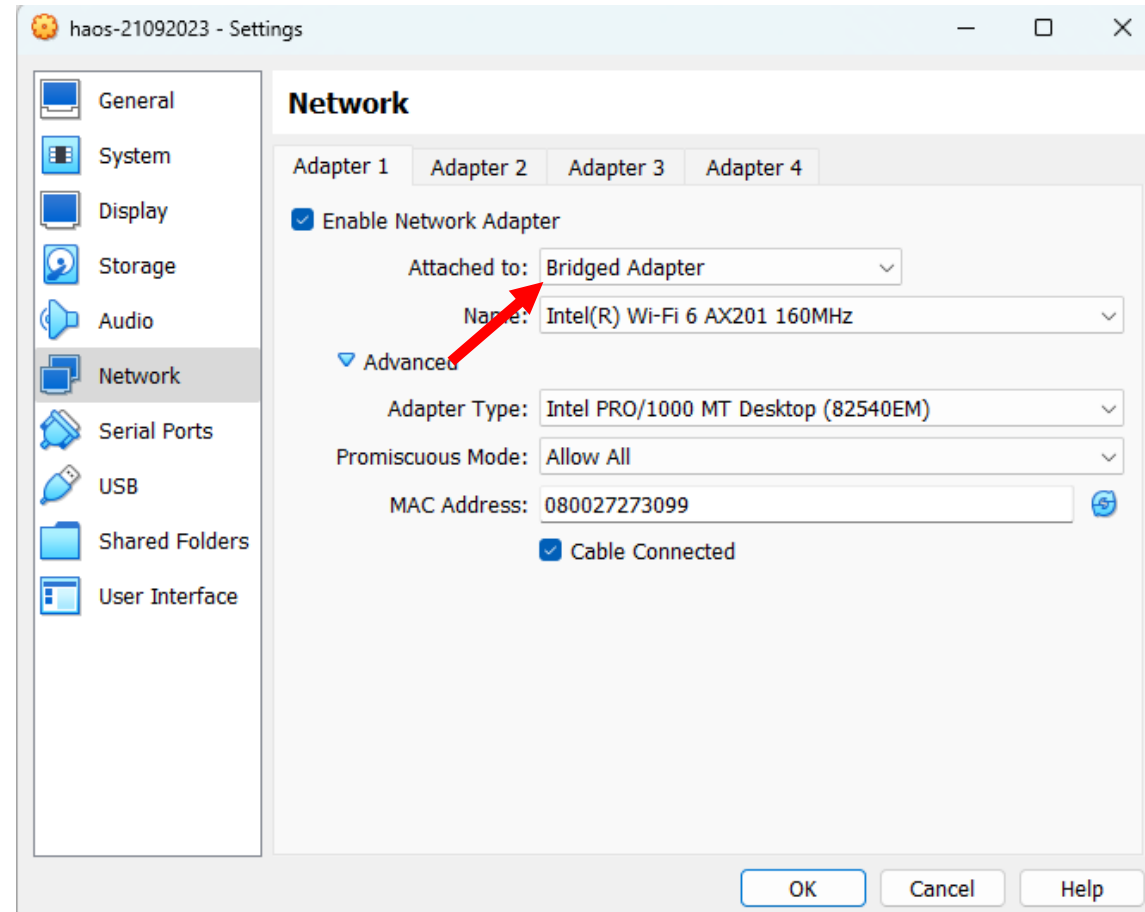 haos-21092023 - Settings
General
System
Display
Storage
Audio
Network
Serial Ports
USB
Shared Folders
User Interface
Network
Adapter 1 Adapter 2 Adapter 3 Adapter 4
Enable Network Adapter
Attached to: Bridged Adapter
Name: Intel(R) Wi-Fi 6 AX201 160MHz
Advanced
Adapter Type: Intel PRO/1000 MT Desktop (82540EM)
Promiscuous Mode: Allow All
MAC Address: 080027273099
Cable Connected
OK Cancel Help